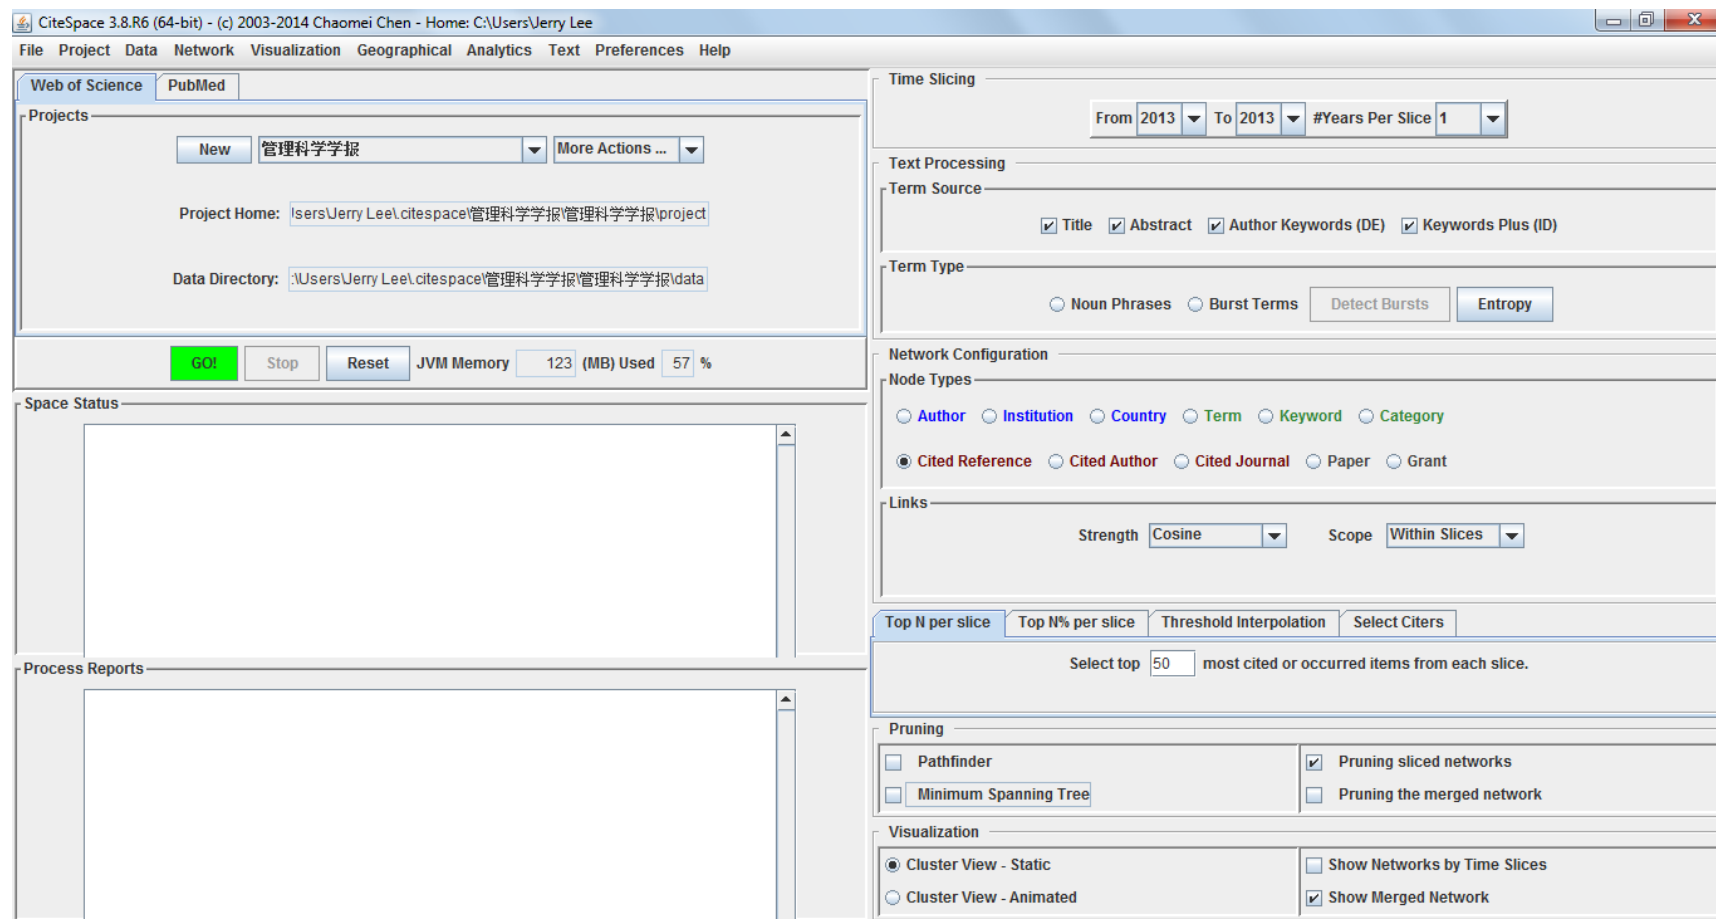 CiteSpace 3.8.R6 (64-bit) - (c) 2003-2014 Chaomei Chen - Home: C:\Users\Jerry Lee
File Project Data Network Visualization Geographical Analytics Text Preferences Help
Web of Science PubMed
Projects
New 管理科学学报 More Actions ...
Project Home: Users\Jerry Lee\.citespace\管理科学学报\管理科学学报\project
Data Directory: :\Users\Jerry Lee\.citespace\管理科学学报\管理科学学报\data
GO! Stop Reset JVM Memory 123 (MB) Used 57 %
Space Status
Process Reports
Time Slicing
From 2013 To 2013 #Years Per Slice 1
Text Processing
Term Source
Title Abstract Author Keywords (DE) Keywords Plus (ID)
Term Type
Noun Phrases Burst Terms Detect Bursts Entropy
Network Configuration
Node Types
Author Institution Country Term Keyword Category
Cited Reference Cited Author Cited Journal Paper Grant
Links
Strength Cosine Scope Within Slices
Top N per slice Top N% per slice Threshold Interpolation Select Citers
Select top 50 most cited or occurred items from each slice.
Pruning
Pathfinder Pruning sliced networks
Minimum Spanning Tree Pruning the merged network
Visualization
Cluster View - Static Show Networks by Time Slices
Cluster View - Animated Show Merged Network